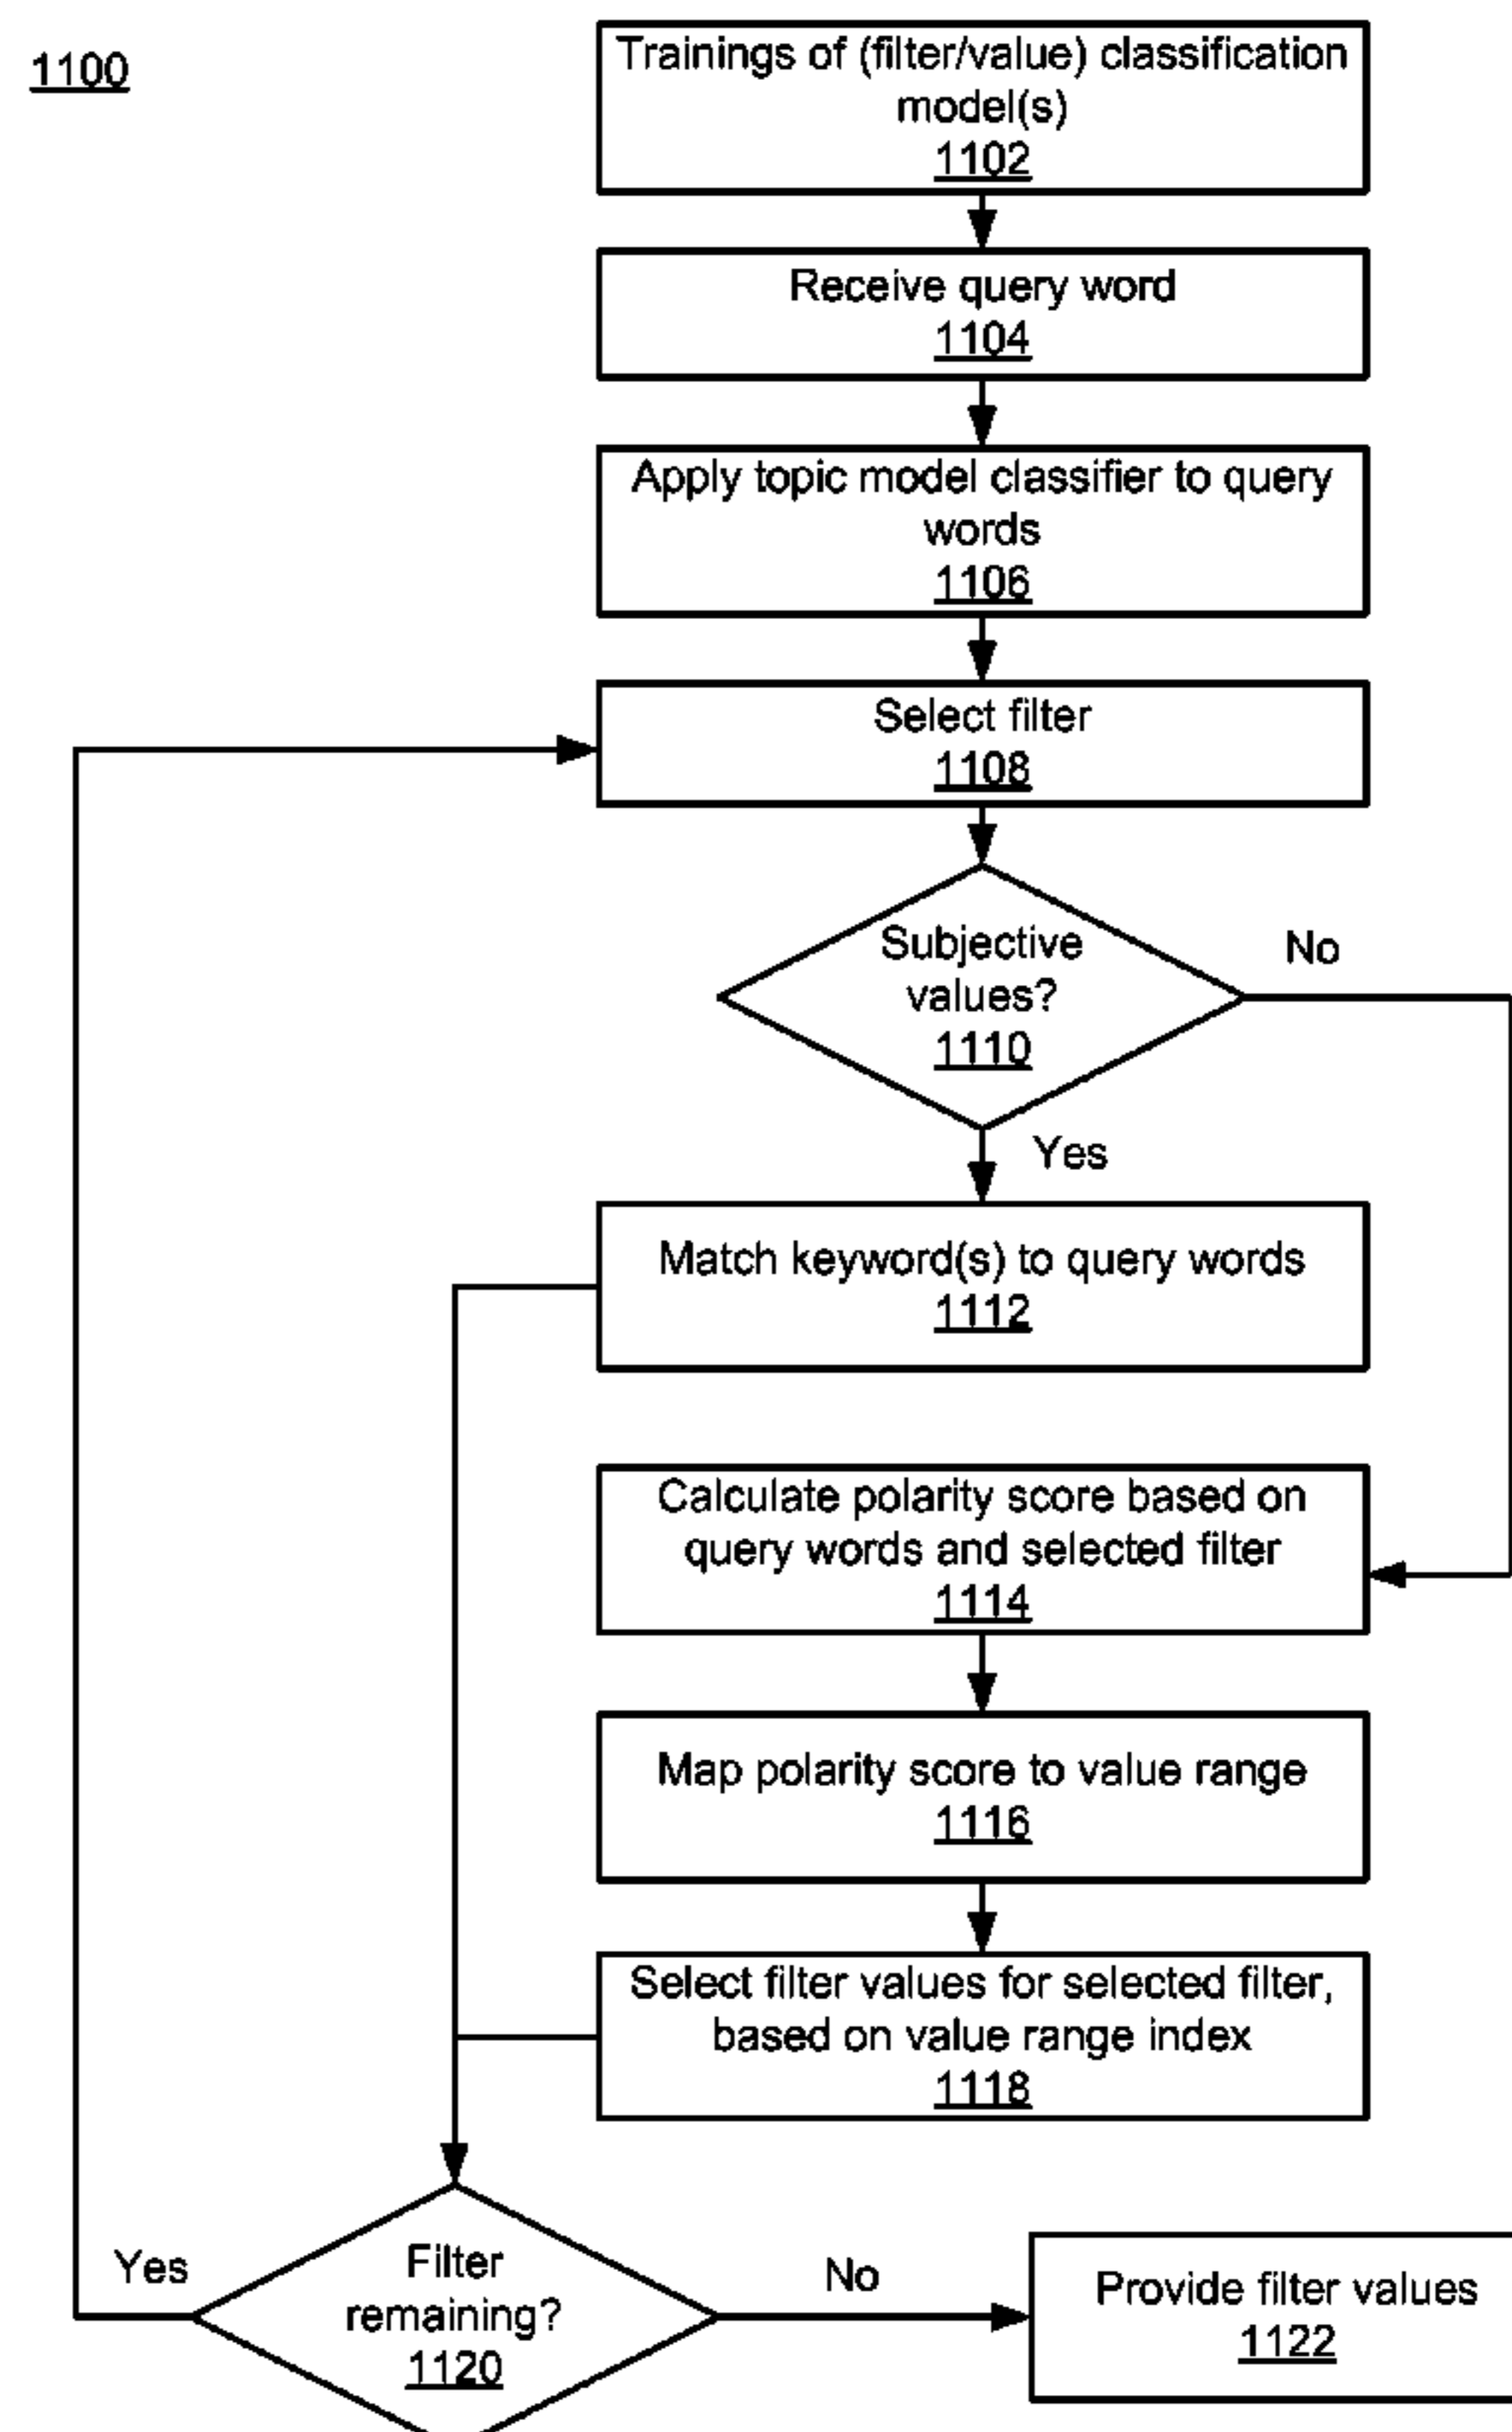 1100
Trainings of (filter/value) classification
model(s)
1102
Receive query word
1104
Apply topic model classifier to query
words
1106
Select filter
1108
Subjective
values?
1110
No
Yes
Match keyword(s) to query words
1112
Calculate polarity score based on
query words and selected filter
1114
Map polarity score to value range
1116
Select filter values for selected filter,
based on value range index
1118
Yes
Filter
remaining?
1120
No
Provide filter values
1122